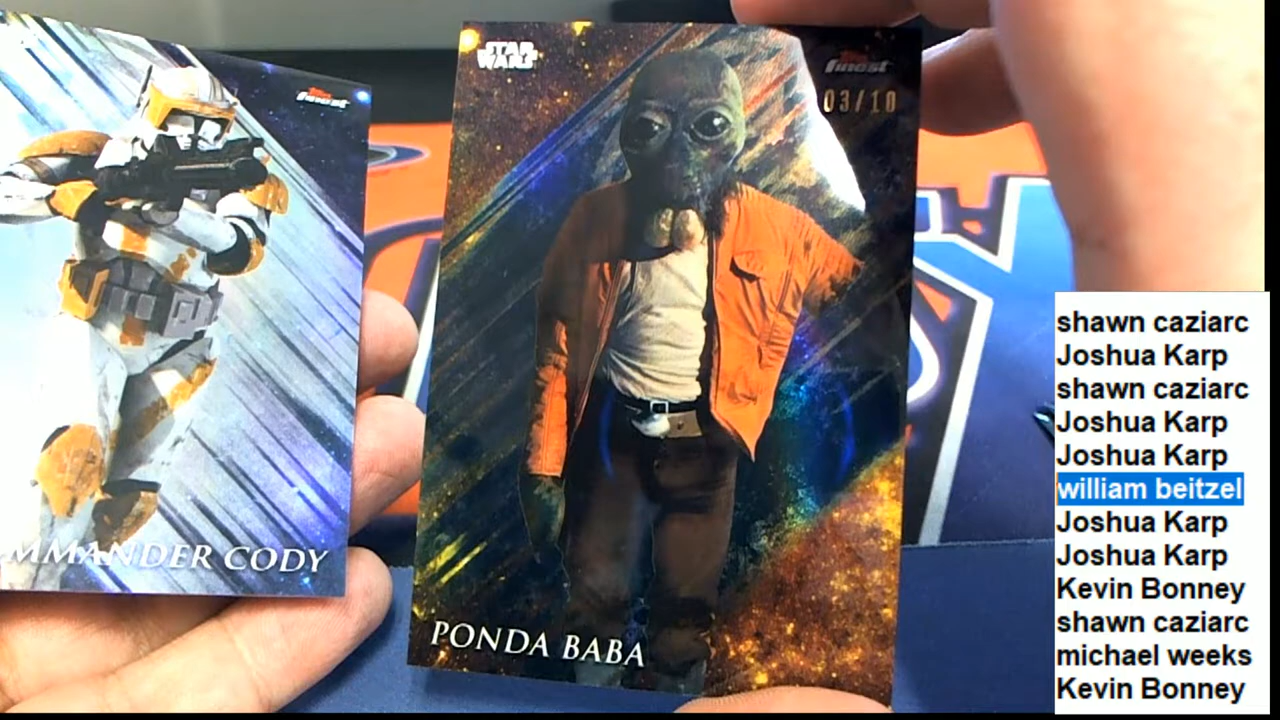 Topps
finest
MMANDER CODY
STAR
WARS
Topps
finest
03/10
PONDA BABA
shawn caziarc
Joshua Karp
shawn caziarc
Joshua Karp
Joshua Karp
william beitzel
Joshua Karp
Joshua Karp
Kevin Bonney
shawn caziarc
michael weeks
Kevin Bonney